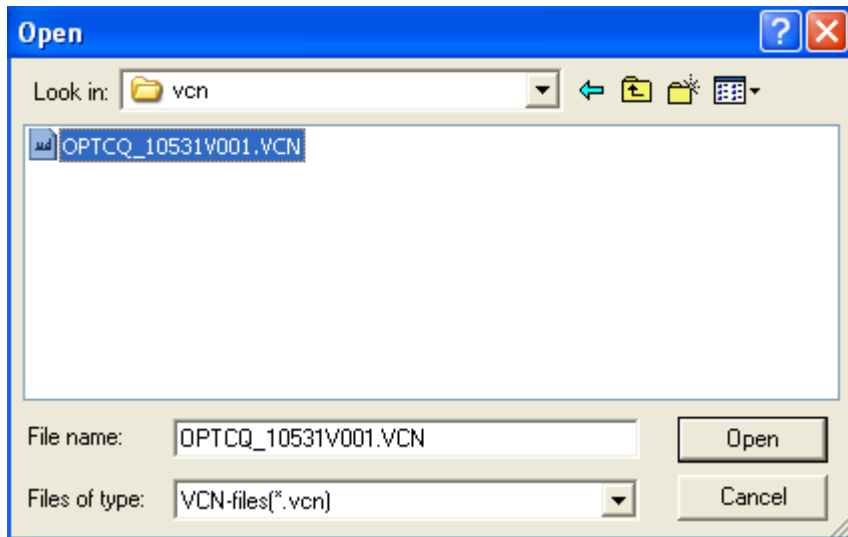 Open
Look in: vcn
OPTCQ_10531V001.VCN
File name: OPTCQ_10531V001.VCN Open
Files of type: VCN-files(*.vcn) Cancel